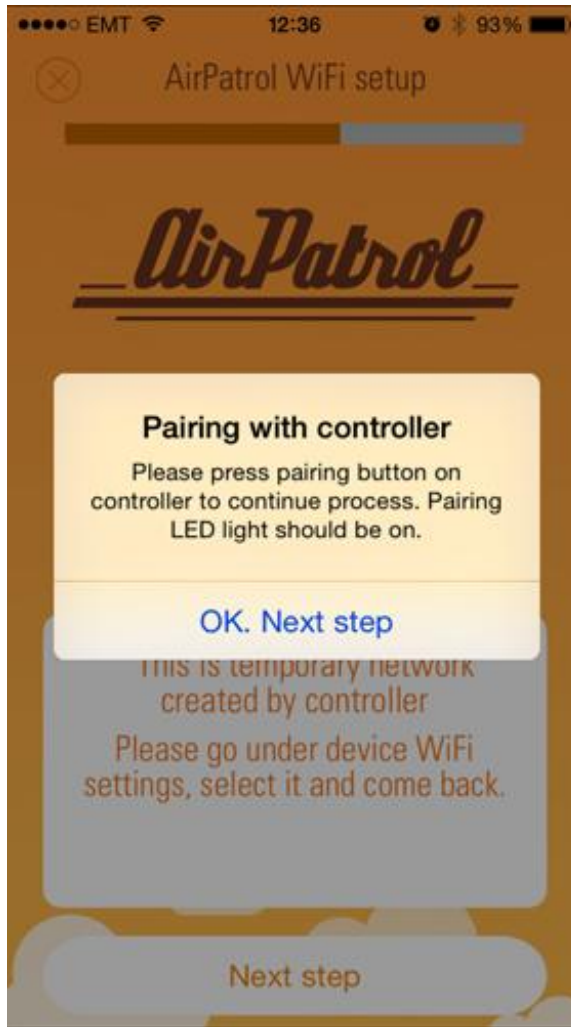 EMT 12:36 93%
AirPatrol WiFi setup
AirPatrol
Pairing with controller
Please press pairing button on
controller to continue process. Pairing
LED light should be on.
OK. Next step
This is temporary network
created by controller
Please go under device WiFi
settings, select it and come back.
Next step